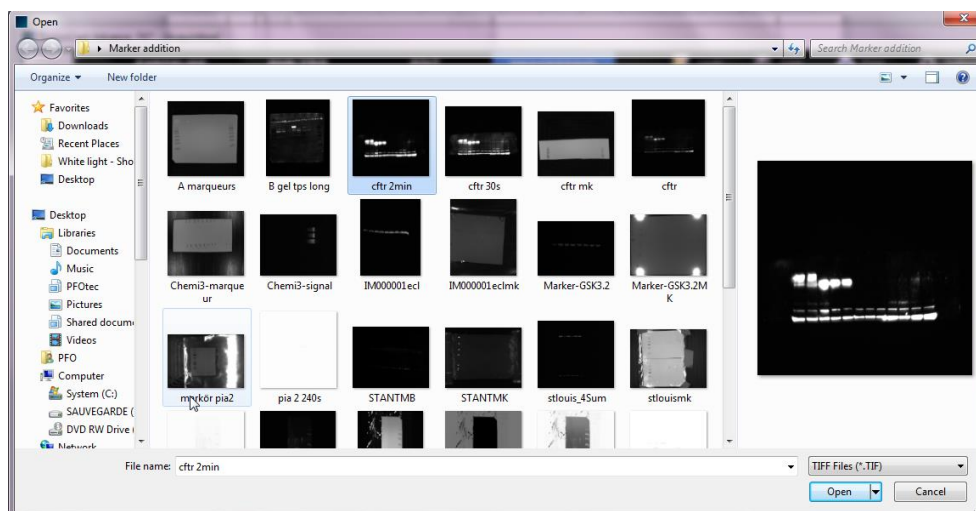 Open
Marker addition
Search Marker addition
Organize
New folder
Favorites
Downloads
Recent Places
White light - Sho
Desktop
Desktop
Libraries
Documents
Music
PFOtec
Pictures
Shared docum
Videos
PFO
Computer
System (C:)
SAUVEGARDE (
DVD RW Drive
Network
A marqueurs
B gel tps long
cftr 2min
cftr 30s
cftr mk
cftr
Chemi3-marque
ur
Chemi3-signal
IM000001ecl
IM000001eclmk
Marker-GSK3.2
Marker-GSK3.2M
K
markör pia2
pia 2 240s
STANTMB
STANTMK
stlouis_4Sum
stlouismk
File name:
cftr 2min
TIFF Files (*.TIF)
Open
Cancel